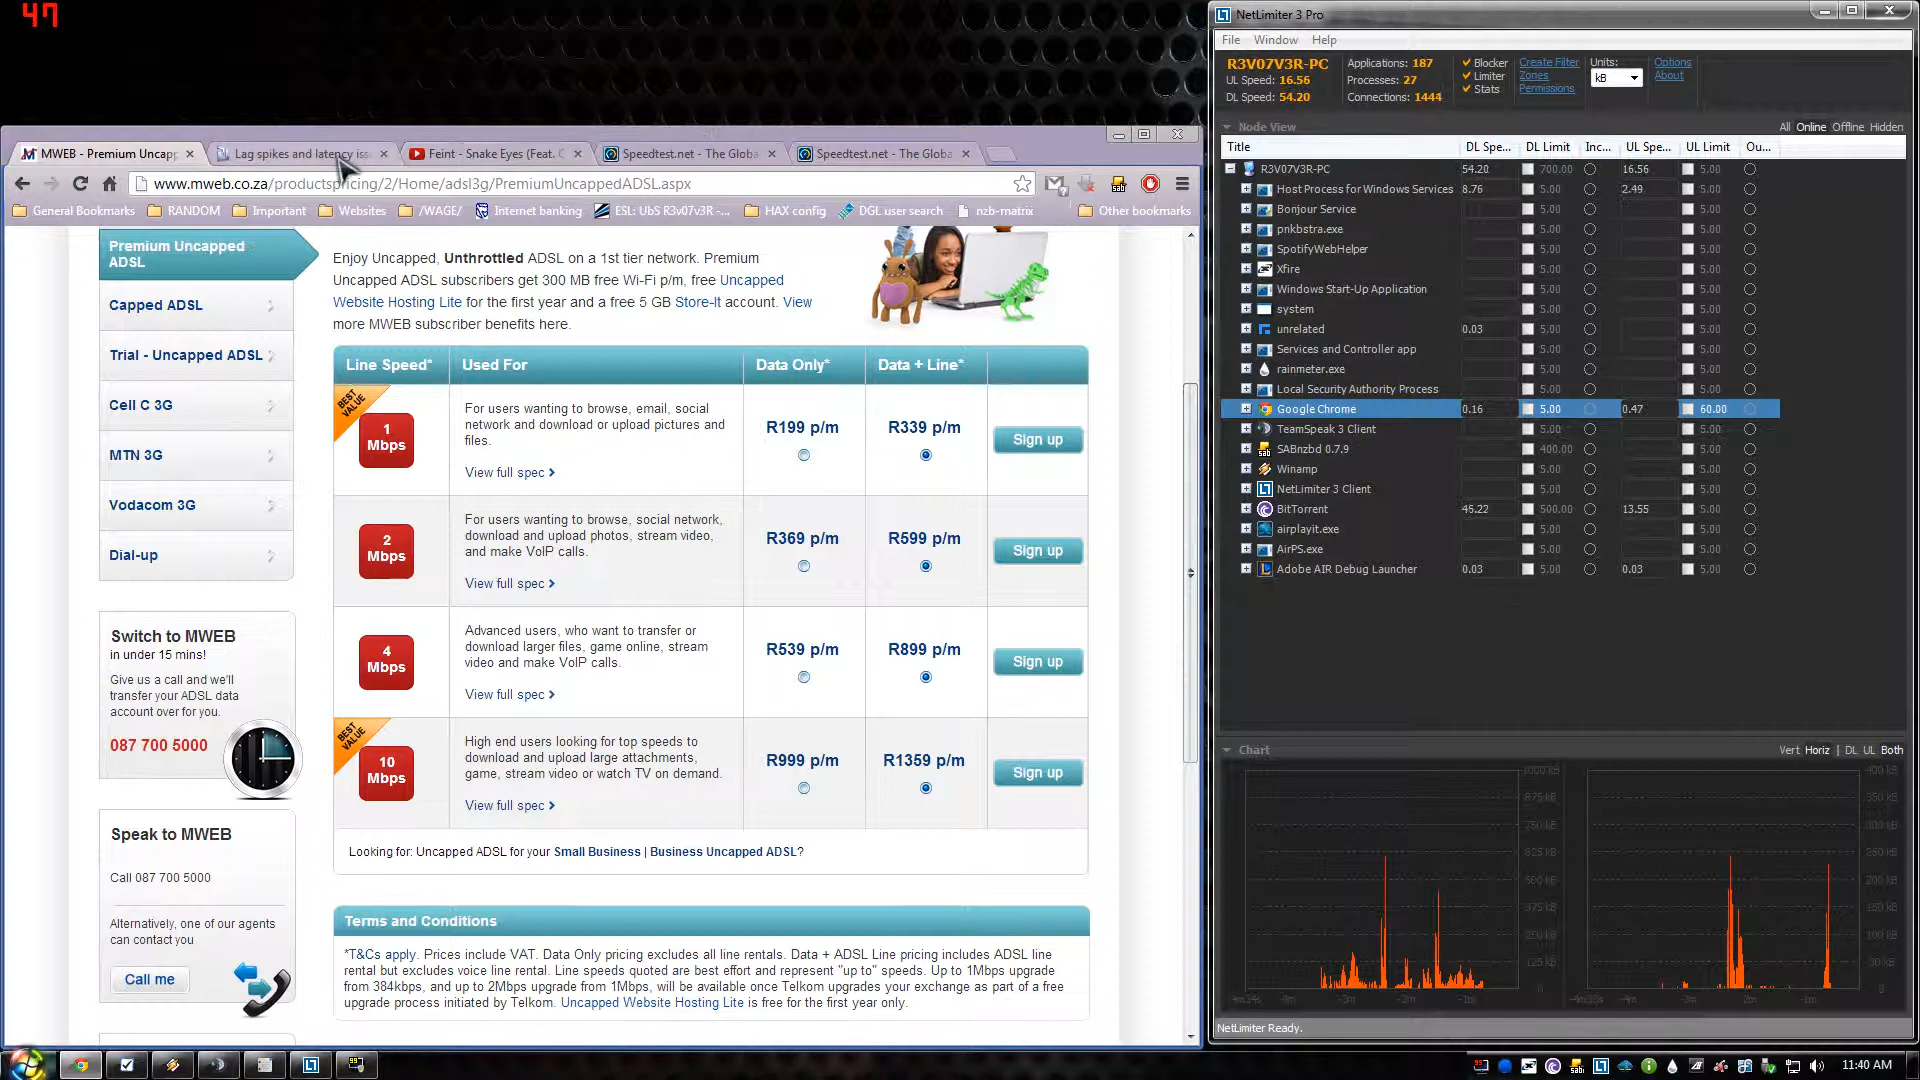 47
MWEB - Premium Uncapp
Lag spikes and latency iss
Feint - Snake Eyes (Feat. C
Speedtest.net - The Globa
Speedtest.net - The Globa
www.mweb.co.za/productspricing/2/Home/adsl3g/PremiumUncappedADSL.aspx
General Bookmarks
RANDOM
Important
Websites
/WAGE/
Internet banking
ESL: UbS R3v07v3R -...
HAX config
DGL user search
nzb-matrix
Other bookmarks
Premium Uncapped
ADSL
Capped ADSL
Trial - Uncapped ADSL
Cell C 3G
MTN 3G
Vodacom 3G
Dial-up
Switch to MWEB
in under 15 mins!
Give us a call and we'll
transfer your ADSL data
account over for you.
087 700 5000
Speak to MWEB
Call 087 700 5000
Alternatively, one of our agents
can contact you
Call me
Enjoy Uncapped, Unthrottled ADSL on a 1st tier network. Premium
Uncapped ADSL subscribers get 300 MB free Wi-Fi p/m, free Uncapped
Website Hosting Lite for the first year and a free 5 GB Store-It account. View
more MWEB subscriber benefits here.
Line Speed* Used For Data Only* Data + Line*
BEST VALUE
1
Mbps
For users wanting to browse, email, social
network and download or upload pictures and
files.
View full spec
R199 p/m R339 p/m Sign up
2
Mbps
For users wanting to browse, social network,
download and upload photos, stream video,
and make VoIP calls.
View full spec
R369 p/m R599 p/m Sign up
4
Mbps
Advanced users, who want to transfer or
download larger files, game online, stream
video and make VoIP calls.
View full spec
R539 p/m R899 p/m Sign up
BEST VALUE
10
Mbps
High end users looking for top speeds to
download and upload large attachments,
game, stream video or watch TV on demand.
View full spec
R999 p/m R1359 p/m Sign up
Looking for: Uncapped ADSL for your Small Business | Business Uncapped ADSL?
Terms and Conditions
*T&Cs apply. Prices include VAT. Data Only pricing excludes all line rentals. Data + ADSL Line pricing includes ADSL line
rental but excludes voice line rental. Line speeds quoted are best effort and represent "up to" speeds. Up to 1Mbps upgrade
from 384kbps, and up to 2Mbps upgrade from 1Mbps, will be available once Telkom upgrades your exchange as part of a free
upgrade process initiated by Telkom. Uncapped Website Hosting Lite is free for the first year only.
NetLimiter 3 Pro
File Window Help
R3V07V3R-PC
UL Speed: 16.56
DL Speed: 54.20
Applications: 187
Processes: 27
Connections: 1444
Blocker
Limiter
Stats
Create Filter
Zones
Permissions
Units:
kB
Options
About
Node View All Online Offline Hidden
Title DL Spe... DL Limit Inc... UL Spe... UL Limit Ou...
R3V07V3R-PC 54.20 700.00 16.56 5.00
Host Process for Windows Services 8.76 5.00 2.49 5.00
Bonjour Service 5.00 5.00
pnkbstra.exe 5.00 5.00
SpotifyWebHelper 5.00 5.00
Xfire 5.00 5.00
Windows Start-Up Application 5.00 5.00
system 5.00 5.00
unrelated 0.03 5.00 5.00
Services and Controller app 5.00 5.00
rainmeter.exe 5.00 5.00
Local Security Authority Process 5.00 5.00
Google Chrome 0.16 5.00 0.47 60.00
TeamSpeak 3 Client 5.00 5.00
SABnzbd 0.7.9 400.00 5.00
Winamp 5.00 5.00
NetLimiter 3 Client 5.00 5.00
BitTorrent 45.22 500.00 13.55 5.00
airplayit.exe 5.00 5.00
AirPS.exe 5.00 5.00
Adobe AIR Debug Launcher 0.03 5.00 0.03 5.00
Chart Vert Horiz | DL UL Both
NetLimiter Ready.
11:40 AM